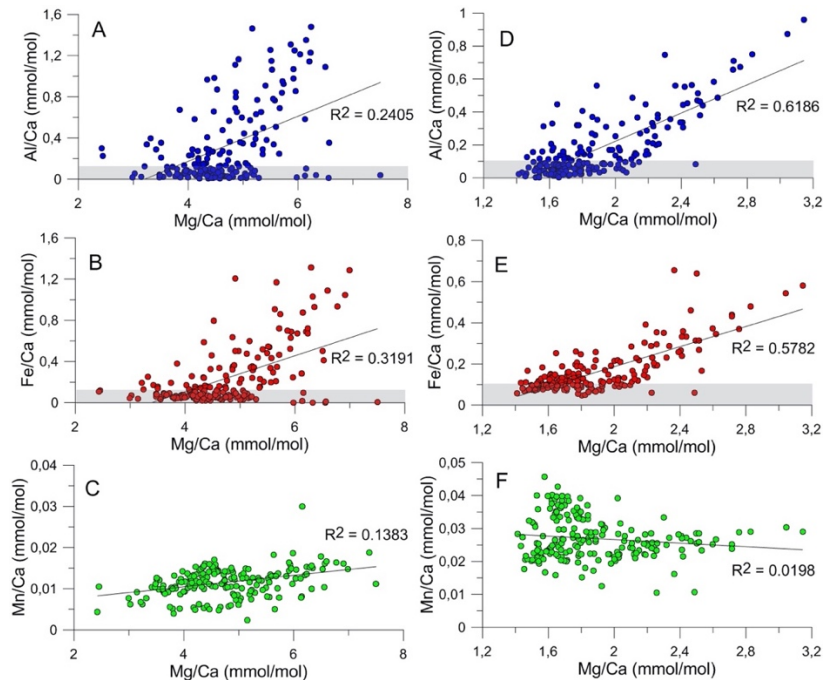 A
Al/Ca (mmol/mol)
1,6
1,2
0,8
0,4
0
R² = 0.2405
2 4 6 8
Mg/Ca (mmol/mol)
D
Al/Ca (mmol/mol)
1
0,8
0,6
0,4
0,2
0
R² = 0.6186
1,2 1,6 2 2,4 2,8 3,2
Mg/Ca (mmol/mol)
B
Fe/Ca (mmol/mol)
1,6
1,2
0,8
0,4
0
R² = 0.3191
2 4 6 8
Mg/Ca (mmol/mol)
E
Fe/Ca (mmol/mol)
0,8
0,6
0,4
0,2
0
R² = 0.5782
1,2 1,6 2 2,4 2,8 3,2
Mg/Ca (mmol/mol)
C
Mn/Ca (mmol/mol)
0,04
0,03
0,02
0,01
0
R² = 0.1383
2 4 6 8
Mg/Ca (mmol/mol)
F
Mn/Ca (mmol/mol)
0,05
0,04
0,03
0,02
0,01
0
R² = 0.0198
1,2 1,6 2 2,4 2,8 3,2
Mg/Ca (mmol/mol)